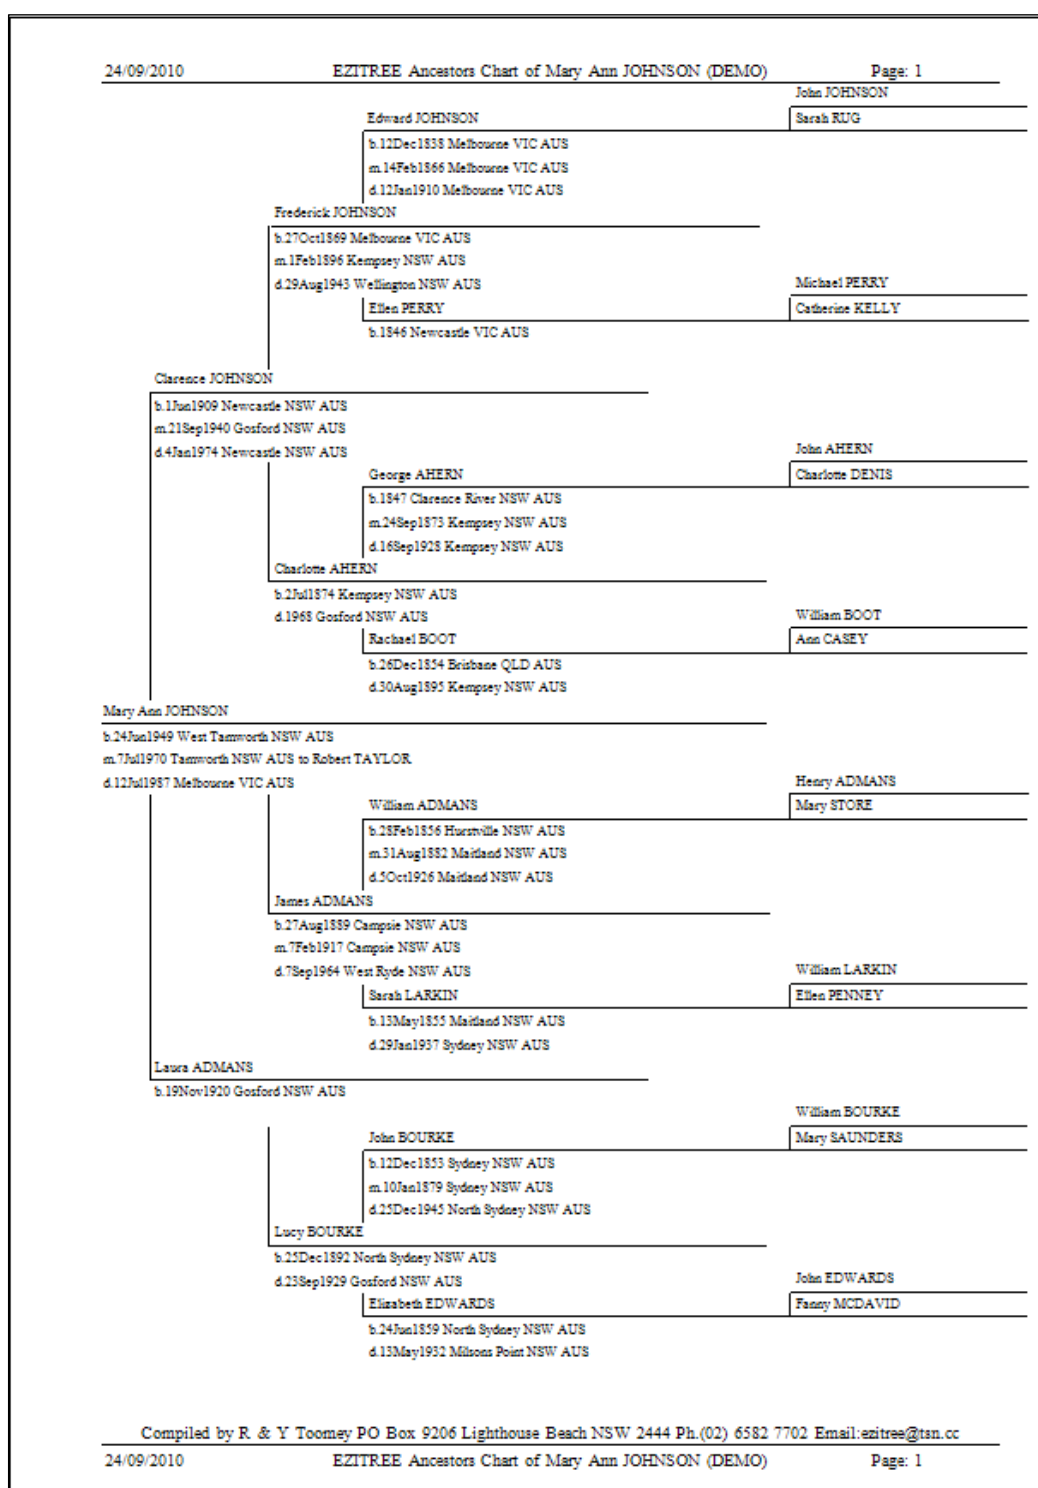 24/09/2010 EZITREE Ancestors Chart of Mary Ann JOHNSON (DEMO) Page: 1
John JOHNSON
Edward JOHNSON Sarah RUG
b.12Dec1838 Melbourne VIC AUS
m.14Feb1866 Melbourne VIC AUS
d.12Jan1910 Melbourne VIC AUS
Frederick JOHNSON
b.27Oct1869 Melbourne VIC AUS
m.1Feb1896 Kempsey NSW AUS
d.29Aug1943 Wellington NSW AUS Michael PERRY
Ellen PERRY Catherine KELLY
b.1846 Newcastle VIC AUS
Clarence JOHNSON
b.1Jun1909 Newcastle NSW AUS
m.21Sep1940 Gosford NSW AUS
d.4Jan1974 Newcastle NSW AUS John AHERN
George AHERN Charlotte DENIS
b.1847 Clarence River NSW AUS
m.24Sep1873 Kempsey NSW AUS
d.16Sep1928 Kempsey NSW AUS
Charlotte AHERN
b.2Jul1874 Kempsey NSW AUS
d.1968 Gosford NSW AUS William BOOT
Rachael BOOT Ann CASEY
b.26Dec1854 Brisbane QLD AUS
d.30Aug1895 Kempsey NSW AUS
Mary Ann JOHNSON
b.24Jun1949 West Tamworth NSW AUS
m.7Jul1970 Tamworth NSW AUS to Robert TAYLOR
d.12Jul1987 Melbourne VIC AUS Henry ADMANS
William ADMANS Mary STORE
b.28Feb1856 Hurstville NSW AUS
m.31Aug1882 Maitland NSW AUS
d.5Oct1926 Maitland NSW AUS
James ADMANS
b.27Aug1889 Campsie NSW AUS
m.7Feb1917 Campsie NSW AUS
d.7Sep1964 West Ryde NSW AUS William LARKIN
Sarah LARKIN Ellen PENNEY
b.13May1855 Maitland NSW AUS
d.29Jan1937 Sydney NSW AUS
Laura ADMANS
b.19Nov1920 Gosford NSW AUS
William BOURKE
John BOURKE Mary SAUNDERS
b.12Dec1853 Sydney NSW AUS
m.10Jan1879 Sydney NSW AUS
d.25Dec1945 North Sydney NSW AUS
Lucy BOURKE
b.25Dec1892 North Sydney NSW AUS
d.23Sep1929 Gosford NSW AUS John EDWARDS
Elizabeth EDWARDS Fanny MCDAVID
b.24Jun1859 North Sydney NSW AUS
d.13May1932 Milsons Point NSW AUS
Compiled by R & Y Toomey PO Box 9206 Lighthouse Beach NSW 2444 Ph.(02) 6582 7702 Email:ezitree@tsn.cc
24/09/2010 EZITREE Ancestors Chart of Mary Ann JOHNSON (DEMO) Page: 1